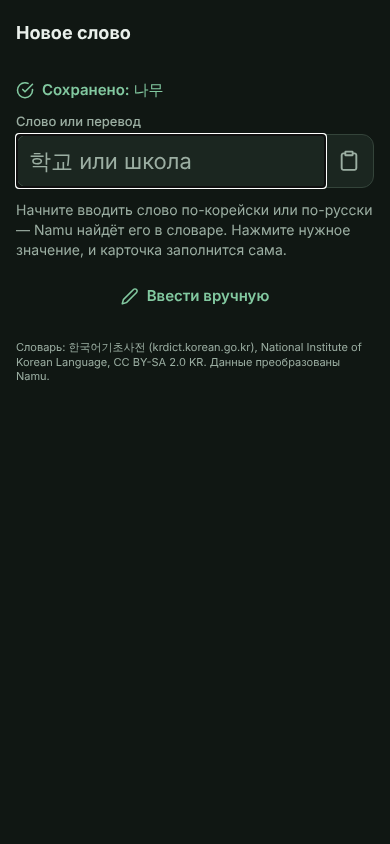 Новое слово
Сохранено: 나무
Слово или перевод
학교 или школа
Начните вводить слово по-корейски или по-русски
— Namu найдёт его в словаре. Нажмите нужное
значение, и карточка заполнится сама.
Ввести вручную
Словарь: 한국어기초사전 (krdict.korean.go.kr), National Institute of
Korean Language, CC BY-SA 2.0 KR. Данные преобразованы
Namu.